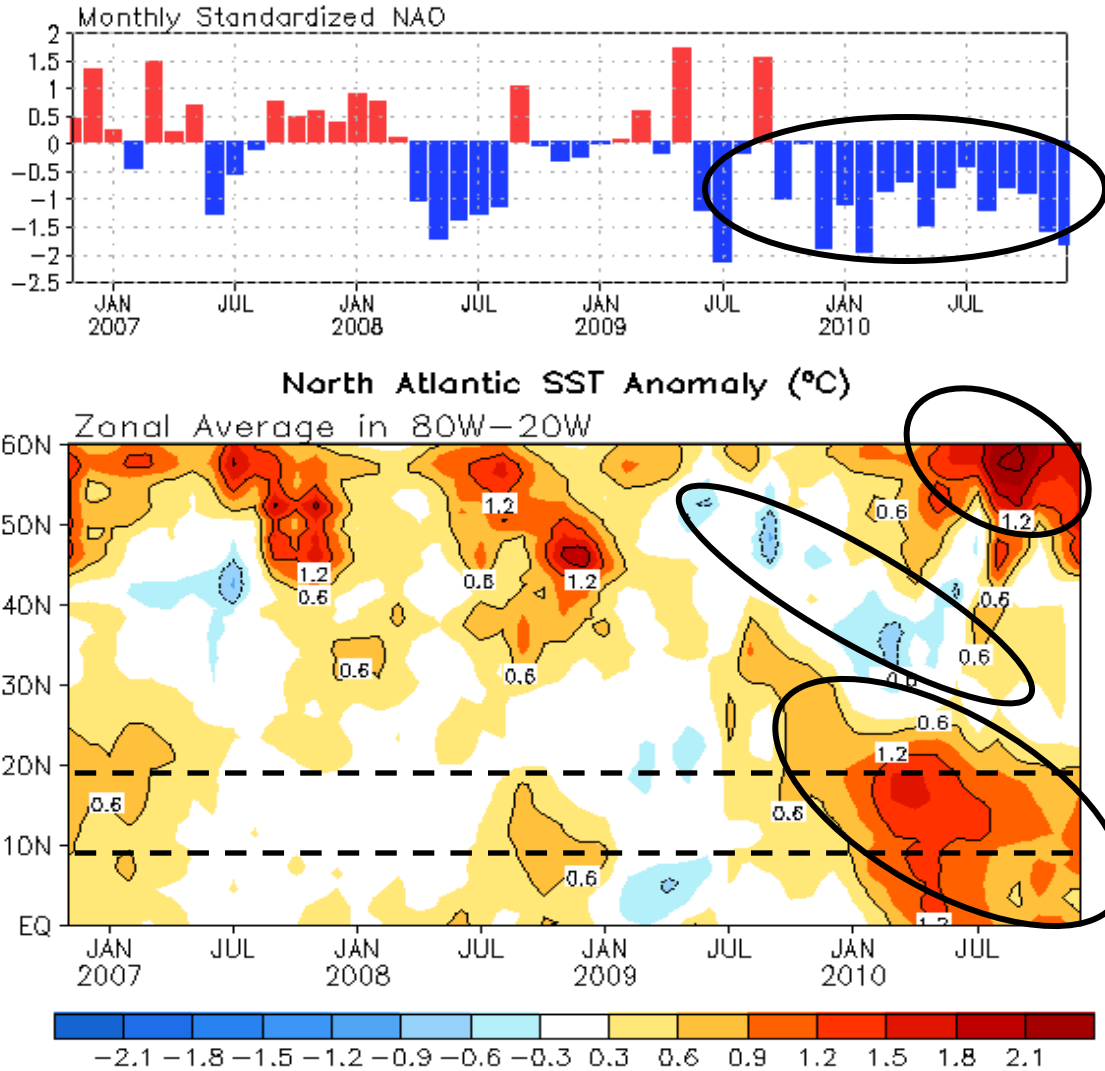 Monthly Standardized NAO
2
1.5
1
0.5
0
−0.5
−1
−1.5
−2
−2.5
JAN JUL JAN JUL JAN JUL JAN JUL
2007 2008 2009 2010
North Atlantic SST Anomaly (ºC)
Zonal Average in 80W−20W
60N
0.6
1.2 1.2
50N
1.2 0.6 1.2
0.6
40N 0.6 0.6
0.6 0.6 0.6
30N
0.6
1.2
20N
0.6 0.6
10N
0.6
EQ 1.2
JAN JUL JAN JUL JAN JUL JAN JUL
2007 2008 2009 2010
−2.1 −1.8 −1.5 −1.2 −0.9 −0.6 −0.3 0.3 0.6 0.9 1.2 1.5 1.8 2.1